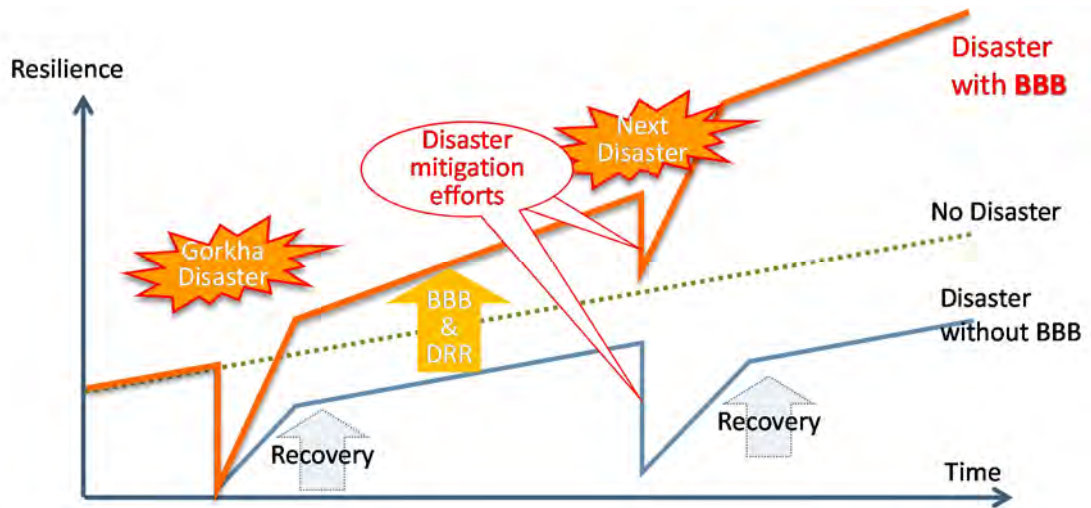 Resilience
Disaster
with BBB
Next
Disaster
Disaster
mitigation
efforts
No Disaster
Gorkha
Disaster
BBB
&
DRR
Disaster
without BBB
Recovery
Recovery
Time